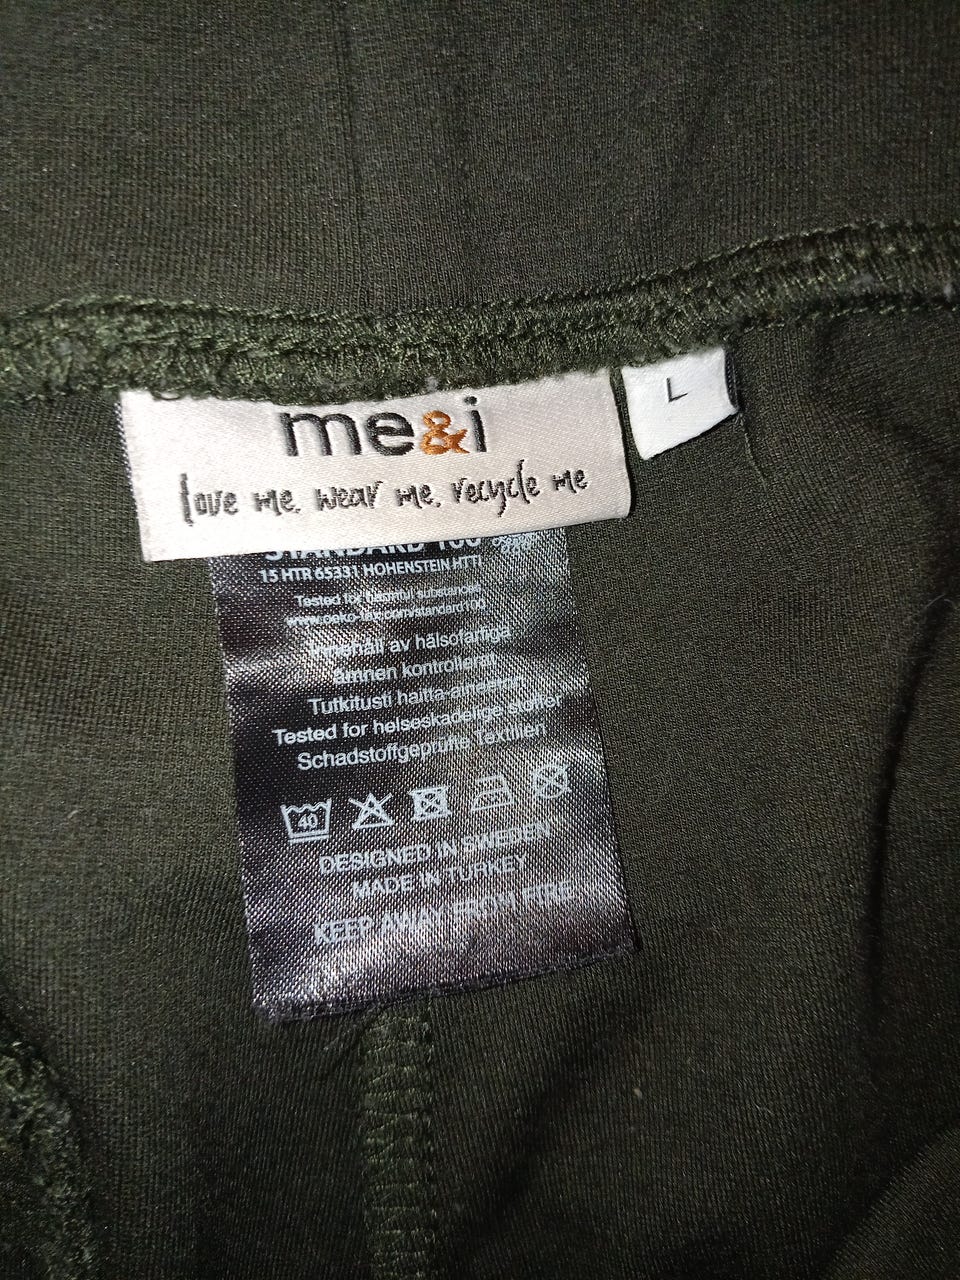 me&i
L
love me, wear me, recycle me
STANDARD 100
15 HTR 65331 HOHENSTEIN HTTI
Tested for harmful substances
www.oeko-tex.com/standard100
Innehåll av hälsofarliga
ämnen kontrollerat
Tutkitusti haitta-aineeton
Tested for helseskadelige stoffer
Schadstoffgeprüfte Textilien
40
DESIGNED IN SWEDEN
MADE IN TURKEY
KEEP AWAY FROM FIRE